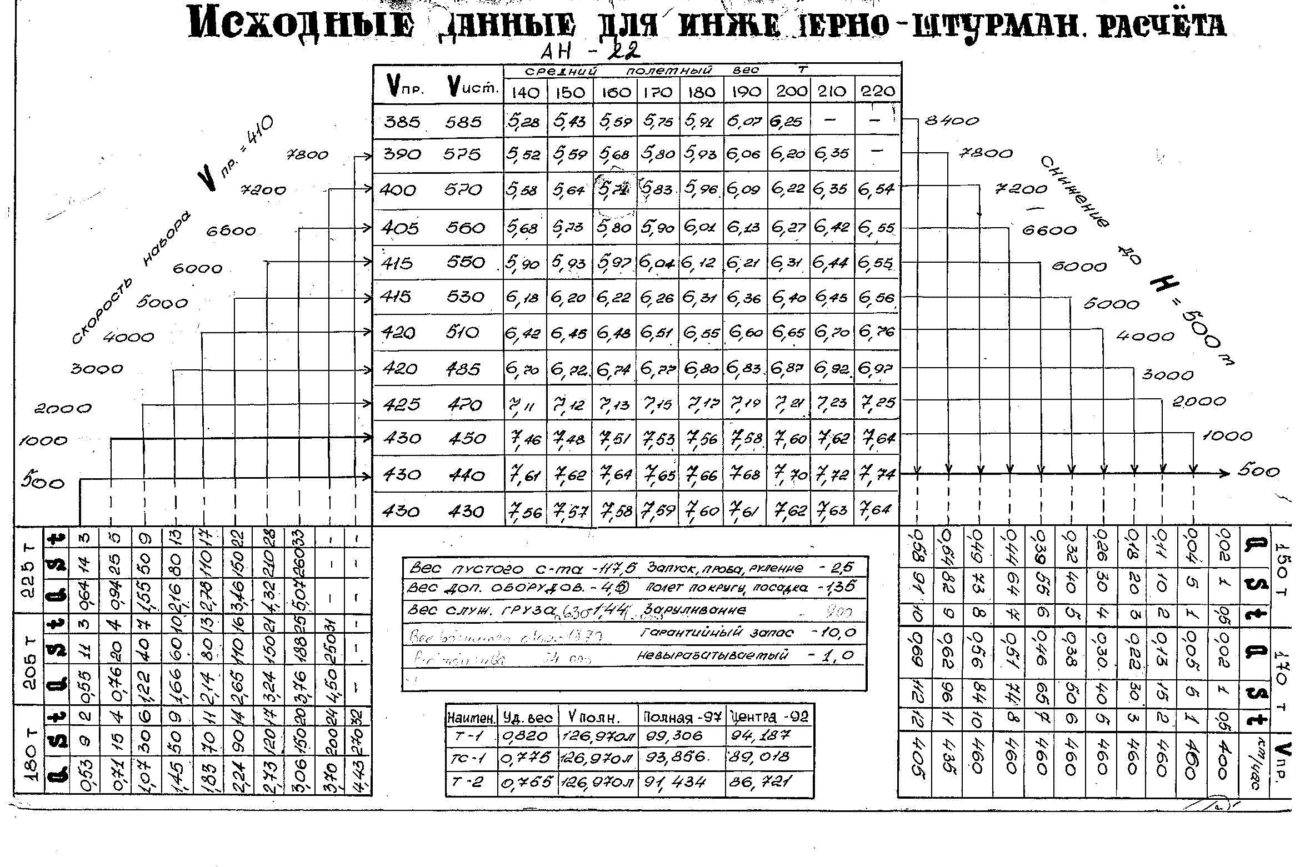 Исходные данные для инженерно-штурман. расчёта
АН - 22
Vпр. Vист. средний полетный вес т
140 150 160 170 180 190 200 210 220
385 585 5,28 5,43 5,59 5,75 5,91 6,07 6,25 - -
390 575 5,52 5,59 5,68 5,80 5,93 6,06 6,20 6,35 -
400 570 5,58 5,64 5,83 5,96 6,09 6,22 6,35 6,54
405 560 5,68 5,73 5,80 5,90 6,01 6,13 6,27 6,42 6,55
415 550 5,90 5,93 5,97 6,04 6,12 6,21 6,31 6,44 6,55
415 530 6,18 6,20 6,22 6,26 6,31 6,36 6,40 6,45 6,56
420 510 6,42 6,45 6,48 6,51 6,55 6,60 6,65 6,70 6,76
420 485 6,70 6,72 6,74 6,77 6,80 6,83 6,87 6,92 6,97
425 470 7,11 7,12 7,13 7,15 7,17 7,19 7,21 7,23 7,25
430 450 7,46 7,48 7,51 7,53 7,56 7,58 7,60 7,62 7,64
430 440 7,61 7,62 7,64 7,65 7,66 7,68 7,70 7,72 7,74
430 430 7,56 7,57 7,58 7,59 7,60 7,61 7,62 7,63 7,64
скорость набора Vпр. = 410
7800
7200
6600
6000
5000
4000
3000
2000
1000
500
снижение до H = 500 м
8400
7800
7200
6600
6000
5000
4000
3000
2000
1000
500
225 т
t 3 5 9 13 17 22 28 33 - -
S 14 25 50 80 110 150 210 260 - -
Q 0,64 0,94 1,55 2,16 2,78 3,46 4,32 5,07 - -
205 т
t 3 4 7 10 13 16 21 25 31 -
S 11 20 40 60 80 110 150 188 250 -
Q 0,55 0,76 1,22 1,66 2,14 2,65 3,24 3,76 4,50 -
180 т
t 2 4 6 9 11 14 17 20 24 32
S 9 15 30 50 70 90 120 150 200 270
Q 0,53 0,71 1,07 1,45 1,83 2,24 2,73 3,06 3,70 4,43
Вес пустого с-та -117,5 Запуск, проба, руление - 2,5
Вес доп. оборудов. - 4,5 Полет по кругу, посадка -1,35
Вес служ. груза Заруливание
Гарантийный запас - 10,0
Невырабатываемый - 1,0
Наимен. Уд. вес V полн. Полная -97 Центра -92
Т-1 0,820 126,970л 99,306 94,187
ТС-1 0,775 126,970л 93,856. 89,018
Т-2 0,755 126,970л 91,434 86,721
150 т
Q 0,58 0,54 0,49 0,44 0,39 0,32 0,26 0,18 0,11 0,04 0,02
S 91 82 73 64 55 40 30 20 10 5 1
t 10 9 8 7 6 5 4 3 2 1 0,5
170 т
Q 0,69 0,62 0,56 0,51 0,46 0,38 0,30 0,22 0,13 0,05 0,02
S 112 96 84 74 65 50 40 30 15 5 1
t 12 11 10 8 7 6 5 3 2 1 0,5
Vпр. км/час 405 435 460 460 460 460 460 460 460 460 400